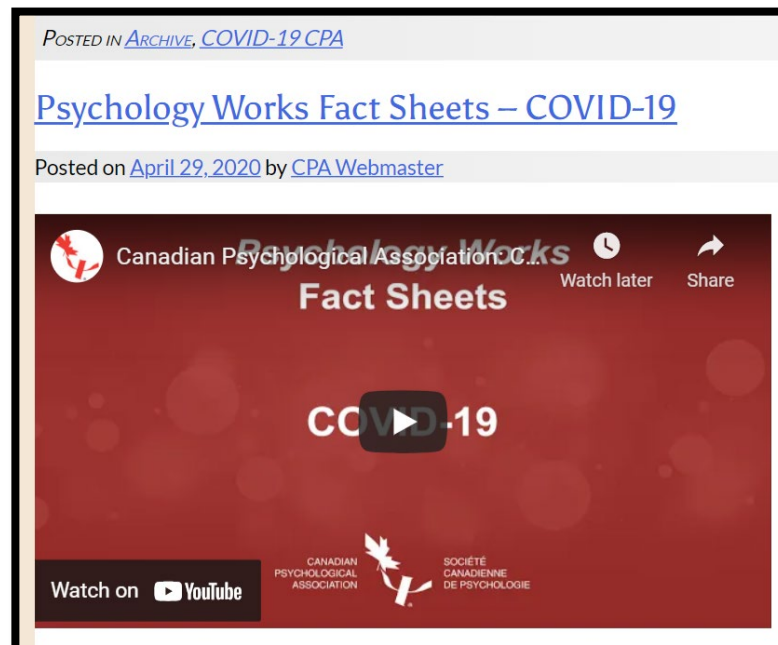 Posted in Archive, COVID-19 CPA
Psychology Works Fact Sheets – COVID-19
Posted on April 29, 2020 by CPA Webmaster
Canadian Psychological Association: C...
Psychology Works
Watch later
Share
Fact Sheets
COVID-19
CANADIAN
PSYCHOLOGICAL
ASSOCIATION
SOCIÉTÉ
CANADIENNE
DE PSYCHOLOGIE
Watch on YouTube